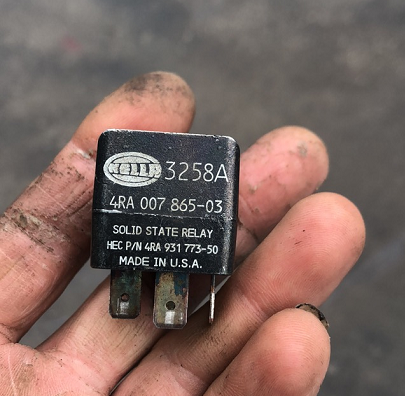 HELLA 3258A
4RA 007 865-03
SOLID STATE RELAY
HEC P/N 4RA 931 773-50
MADE IN U.S.A.